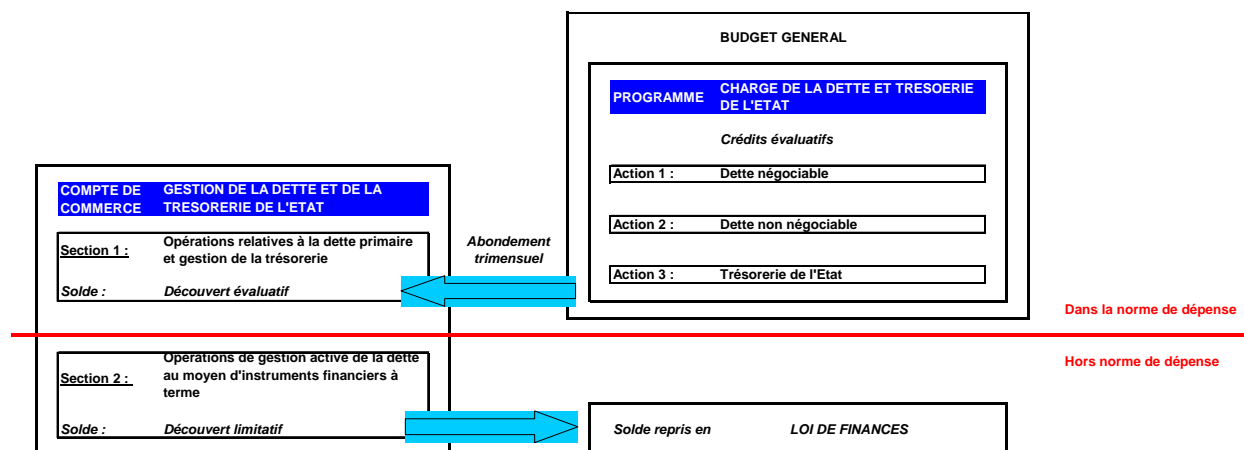 BUDGET GENERAL
PROGRAMME CHARGE DE LA DETTE ET TRESOERIE
DE L'ETAT
Crédits évaluatifs
Action 1 : Dette négociable
Action 2 : Dette non négociable
Action 3 : Trésorerie de l'Etat
COMPTE DE GESTION DE LA DETTE ET DE LA
COMMERCE TRESORERIE DE L'ETAT
Section 1 : Opérations relatives à la dette primaire
et gestion de la trésorerie
Solde : Découvert évaluatif
Abondement
trimensuel
Dans la norme de dépense
Hors norme de dépense
Section 2 : Opérations de gestion active de la dette
au moyen d'instruments financiers à
terme
Solde : Découvert limitatif
Solde repris en LOI DE FINANCES